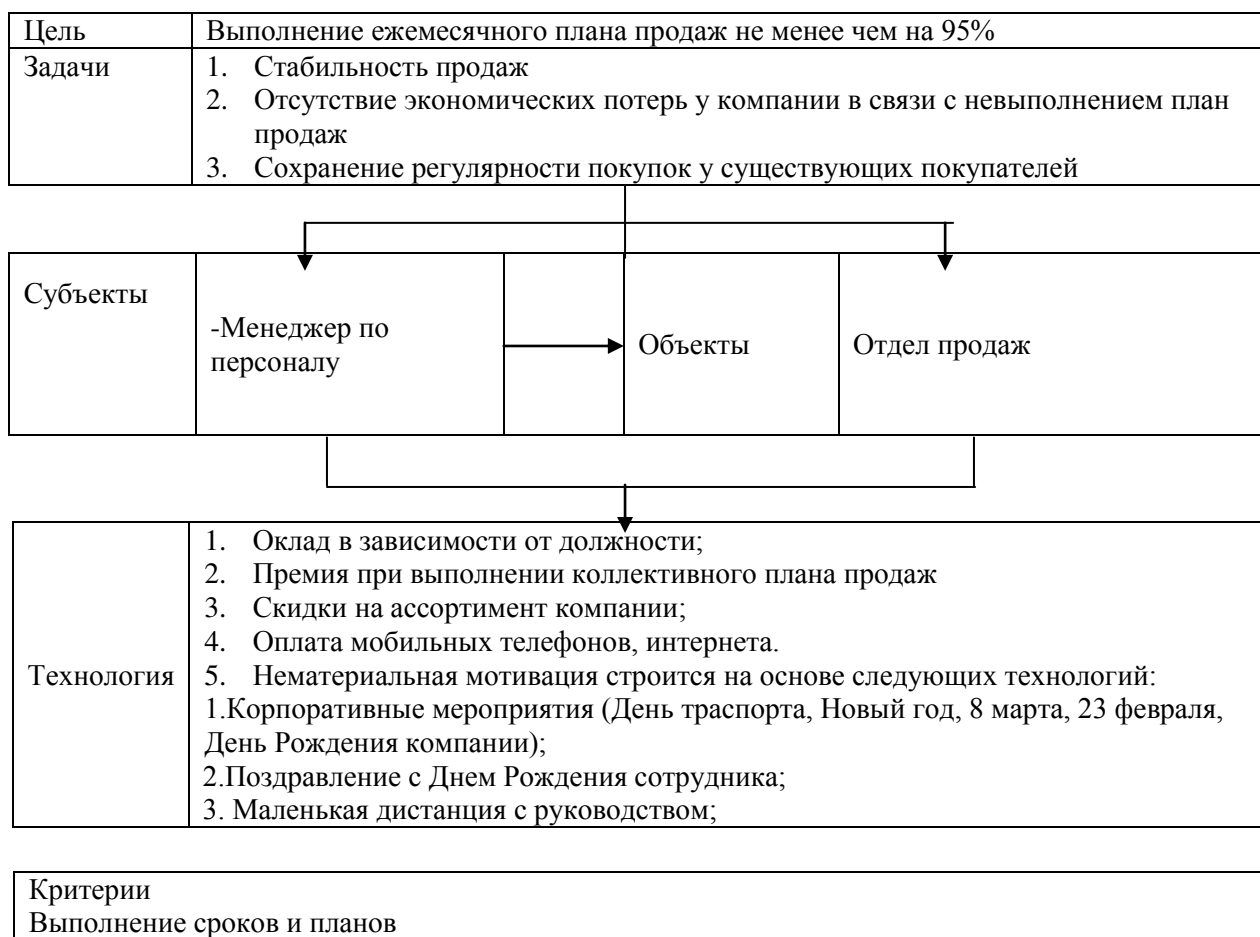 Цель Выполнение ежемесячного плана продаж не менее чем на 95%
Задачи 1. Стабильность продаж
2. Отсутствие экономических потерь у компании в связи с невыполнением план
продаж
3. Сохранение регулярности покупок у существующих покупателей
Субъекты
-Менеджер по
персоналу
Объекты
Отдел продаж
1. Оклад в зависимости от должности;
2. Премия при выполнении коллективного плана продаж
3. Скидки на ассортимент компании;
4. Оплата мобильных телефонов, интернета.
Технология 5. Нематериальная мотивация строится на основе следующих технологий:
1.Корпоративные мероприятия (День траспорта, Новый год, 8 марта, 23 февраля,
День Рождения компании);
2.Поздравление с Днем Рождения сотрудника;
3. Маленькая дистанция с руководством;
Критерии
Выполнение сроков и планов